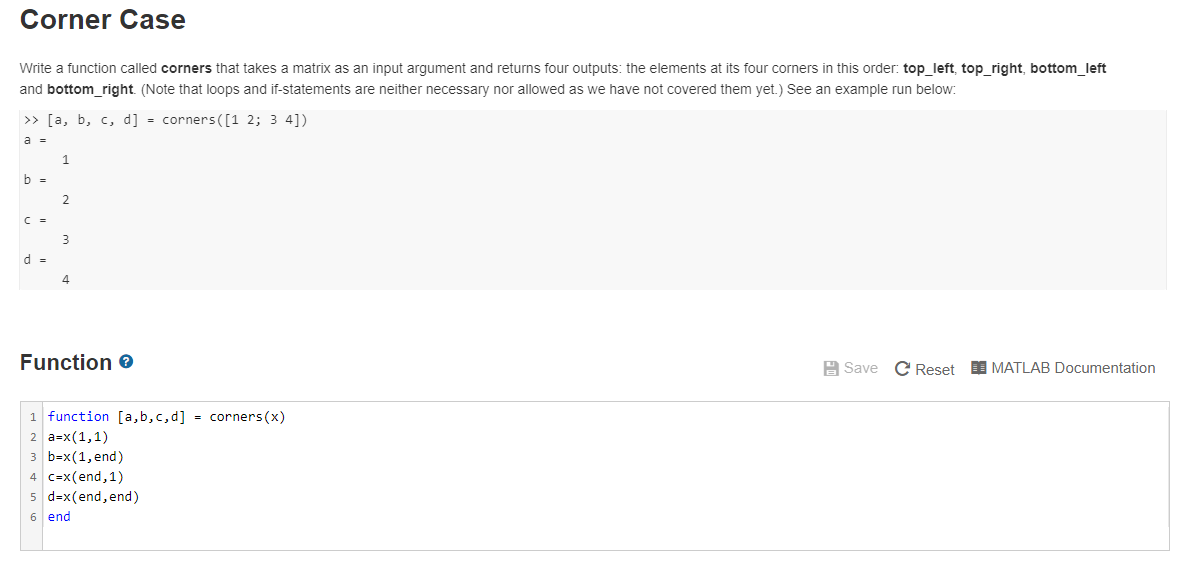 Corner Case
Write a function called corners that takes a matrix as an input argument and returns four outputs: the elements at its four corners in this order: top_left, top_right, bottom_left
and bottom_right. (Note that loops and if-statements are neither necessary nor allowed as we have not covered them yet.) See an example run below:
>> [a, b, c, d] = corners([1 2; 3 4])
a =
1
b =
2
c =
3
d =
4
Function ?
Save Reset MATLAB Documentation
1 function [a,b,c,d] = corners(x)
2 a=x(1,1)
3 b=x(1,end)
4 c=x(end,1)
5 d=x(end,end)
6 end